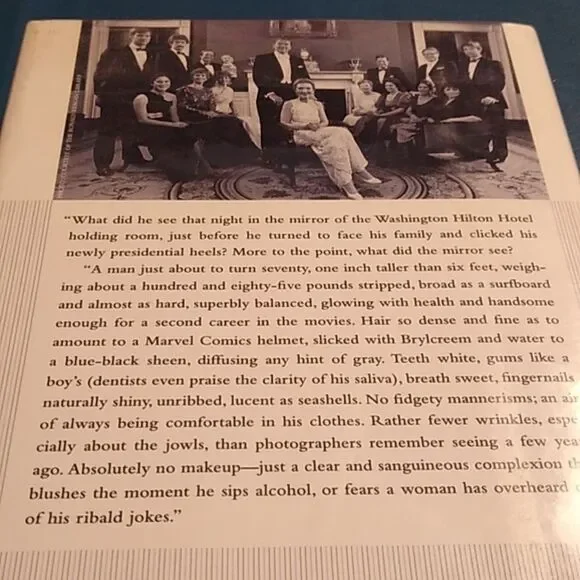 “What did he see that night in the mirror of the Washington Hilton Hotel
holding room, just before he turned to face his family and clicked his
newly presidential heels? More to the point, what did the mirror see?
“A man just about to turn seventy, one inch taller than six feet, weigh-
ing about a hundred and eighty-five pounds stripped, broad as a surfboard
and almost as hard, superbly balanced, glowing with health and handsome
enough for a second career in the movies. Hair so dense and fine as to
amount to a Marvel Comics helmet, slicked with Brylcreem and water to
a blue-black sheen, diffusing any hint of gray. Teeth white, gums like a
boy’s (dentists even praise the clarity of his saliva), breath sweet, fingernails
naturally shiny, unribbed, lucent as seashells. No fidgety mannerisms; an air
of always being comfortable in his clothes. Rather fewer wrinkles, espe
cially about the jowls, than photographers remember seeing a few yea
ago. Absolutely no makeup—just a clear and sanguineous complexion th
blushes the moment he sips alcohol, or fears a woman has overheard
of his ribald jokes.”